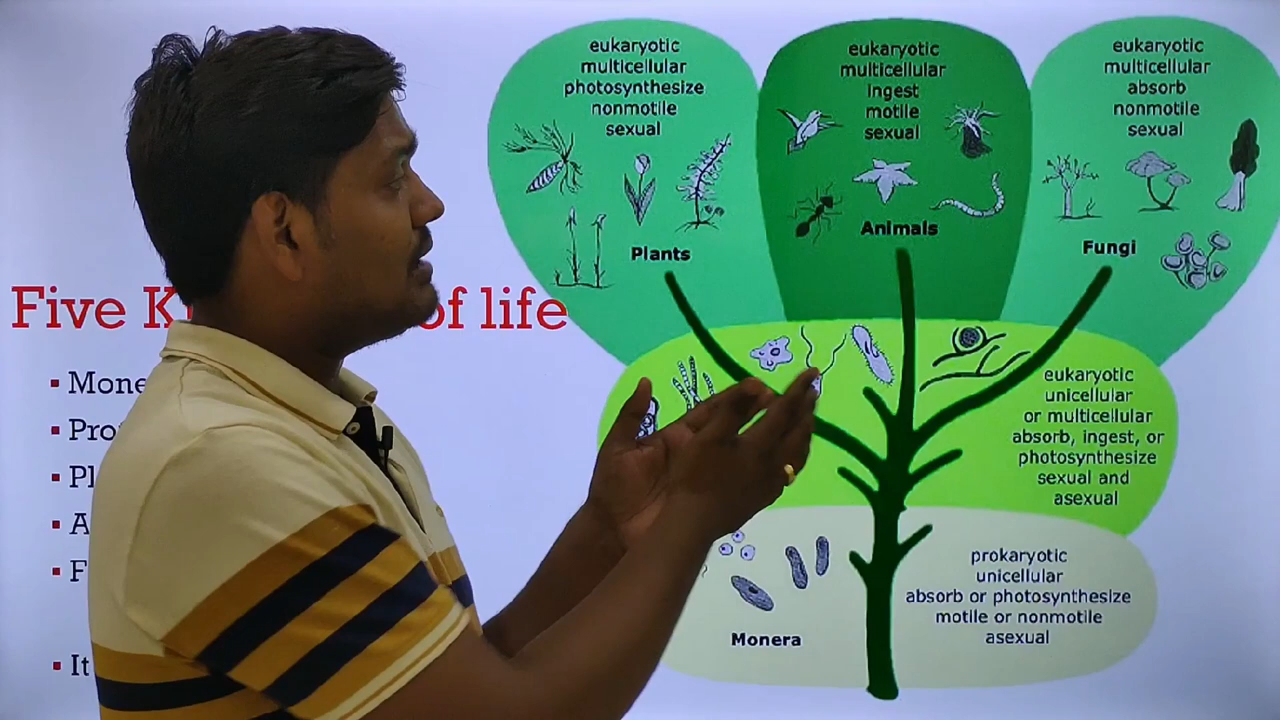 Five of life
eukaryotic
multicellular
photosynthesize
nonmotile
sexual
Plants
eukaryotic
multicellular
ingest
motile
sexual
Animals
eukaryotic
multicellular
absorb
nonmotile
sexual
Fungi
eukaryotic
unicellular
or multicellular
absorb, ingest, or
photosynthesize
sexual and
asexual
prokaryotic
unicellular
absorb or photosynthesize
motile or nonmotile
asexual
Monera